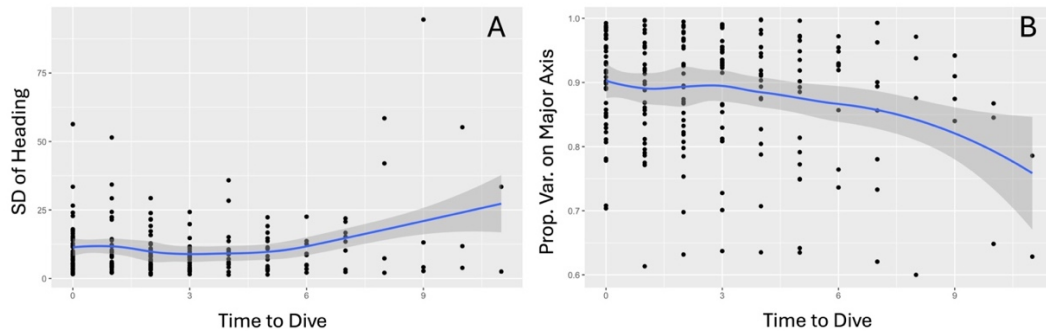 A
SD of Heading
75
50
25
0
0
3
6
9
Time to Dive
B
Prop. Var. on Major Axis
1.0
0.9
0.8
0.7
0.6
0
3
6
9
Time to Dive